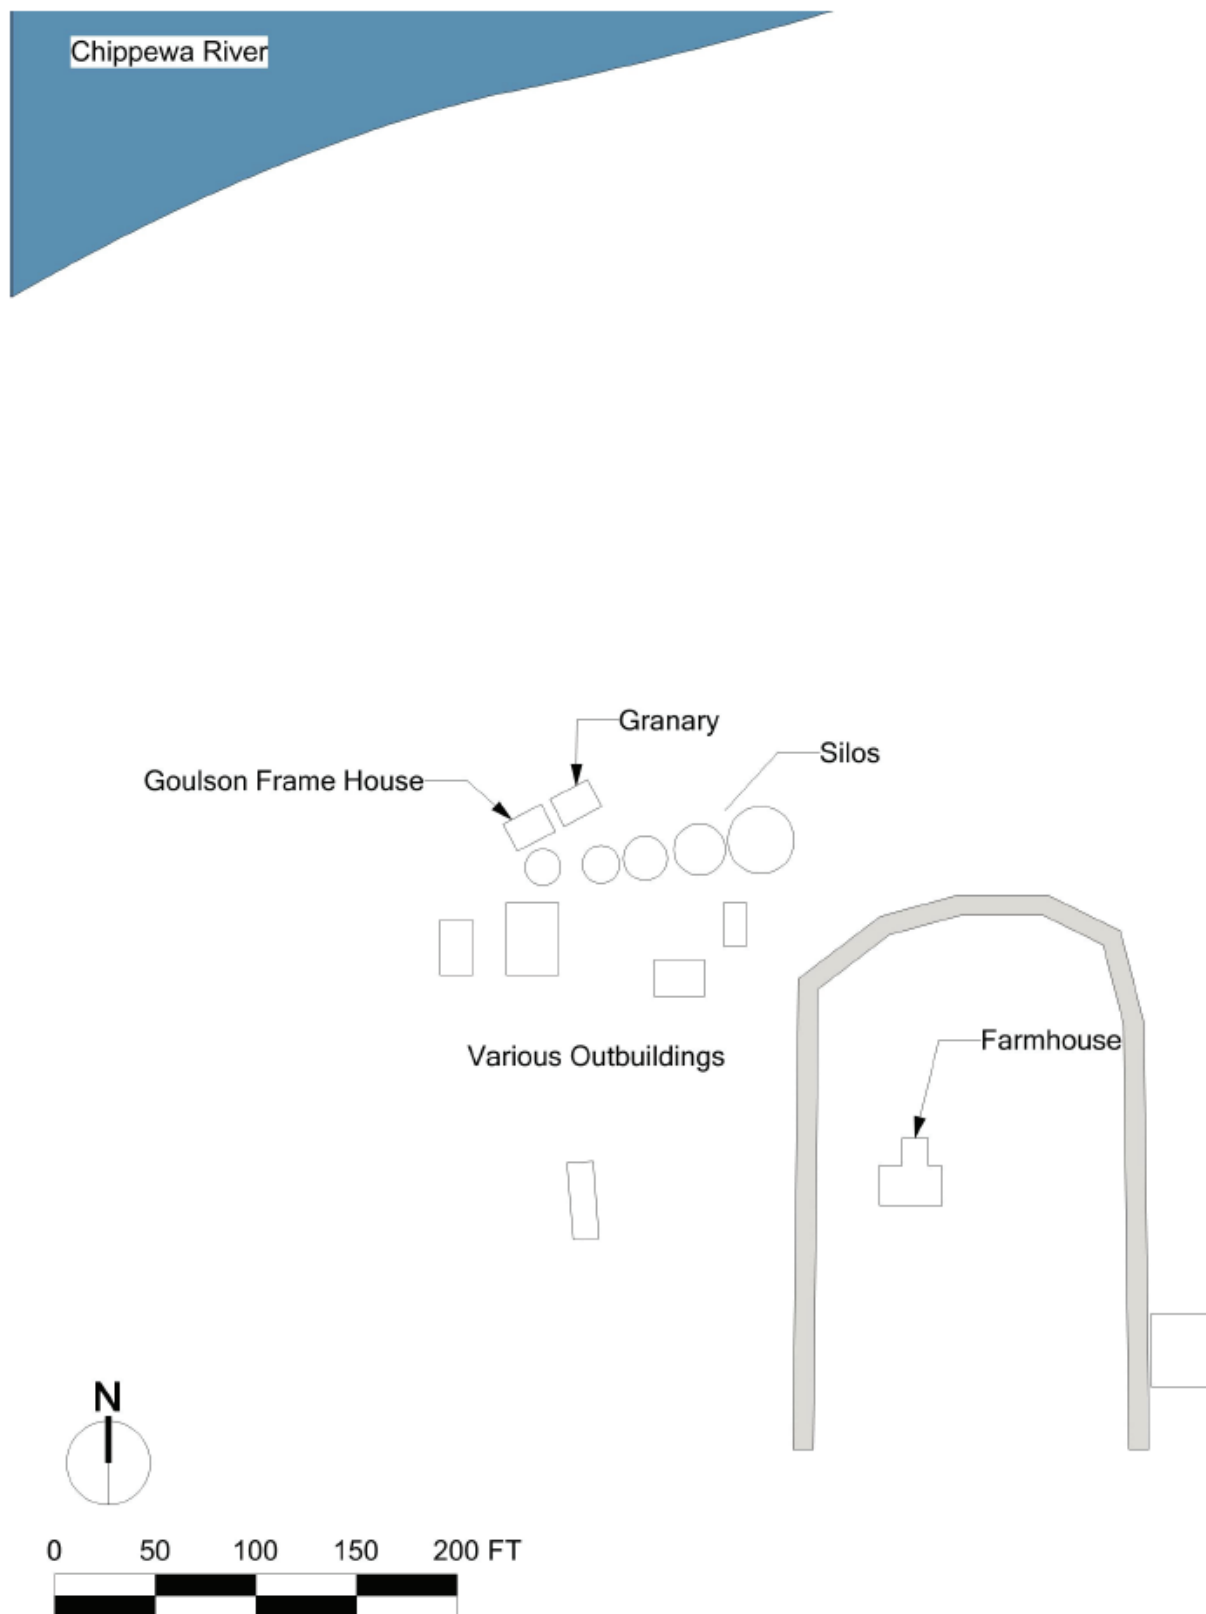 Chippewa River
Granary
Silos
Goulson Frame House
Farmhouse
Various Outbuildings
N
0 50 100 150 200 FT